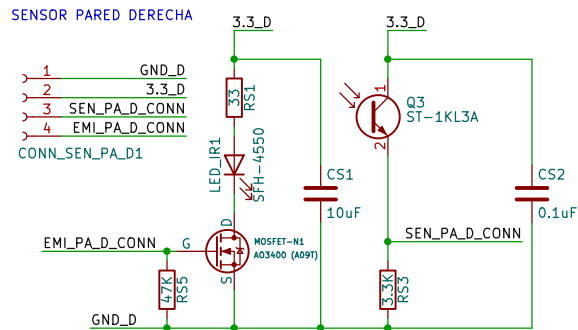 SENSOR PARED DERECHA
3.3_D
3.3_D
1 GND_D
2 3.3_D
3 SEN_PA_D_CONN
4 EMI_PA_D_CONN
CONN_SEN_PA_D1
33
RS1
LED_IR1
SFH-4550
CS1
10uF
1
Q3
ST-1KL3A
2
CS2
0.1uF
EMI_PA_D_CONN
G
D
S
MOSFET-N1
AO3400 (A09T)
SEN_PA_D_CONN
47K
RS5
3.3K
RS3
GND_D